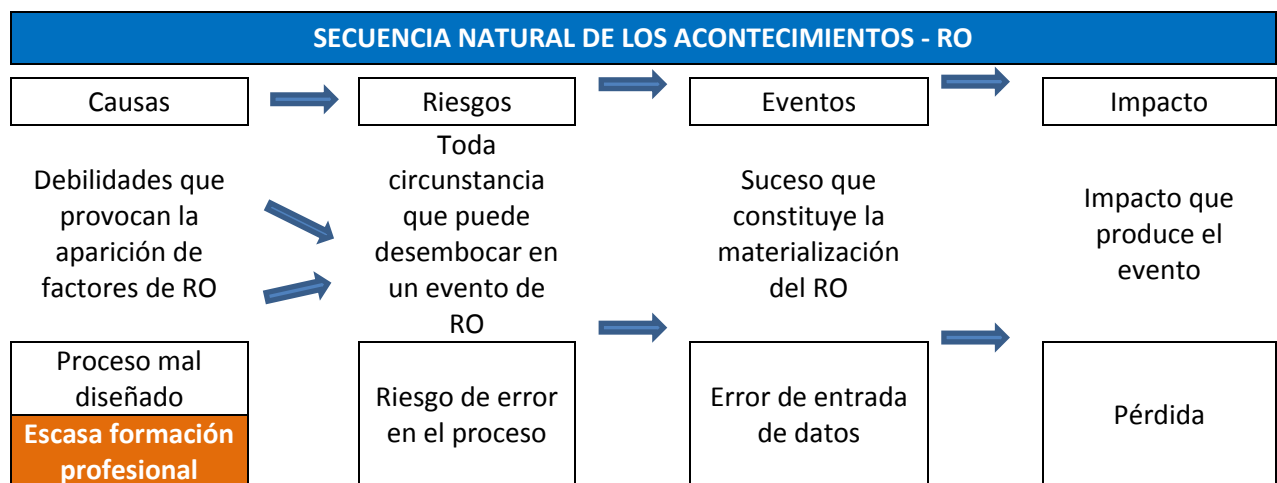 SECUENCIA NATURAL DE LOS ACONTECIMIENTOS - RO
Causas
Riesgos
Eventos
Impacto
Debilidades que
provocan la
aparición de
factores de RO
Toda
circunstancia
que puede
desembocar en
un evento de
RO
Suceso que
constituye la
materialización
del RO
Impacto que
produce el
evento
Proceso mal
diseñado
Escasa formación
profesional
Riesgo de error
en el proceso
Error de entrada
de datos
Pérdida